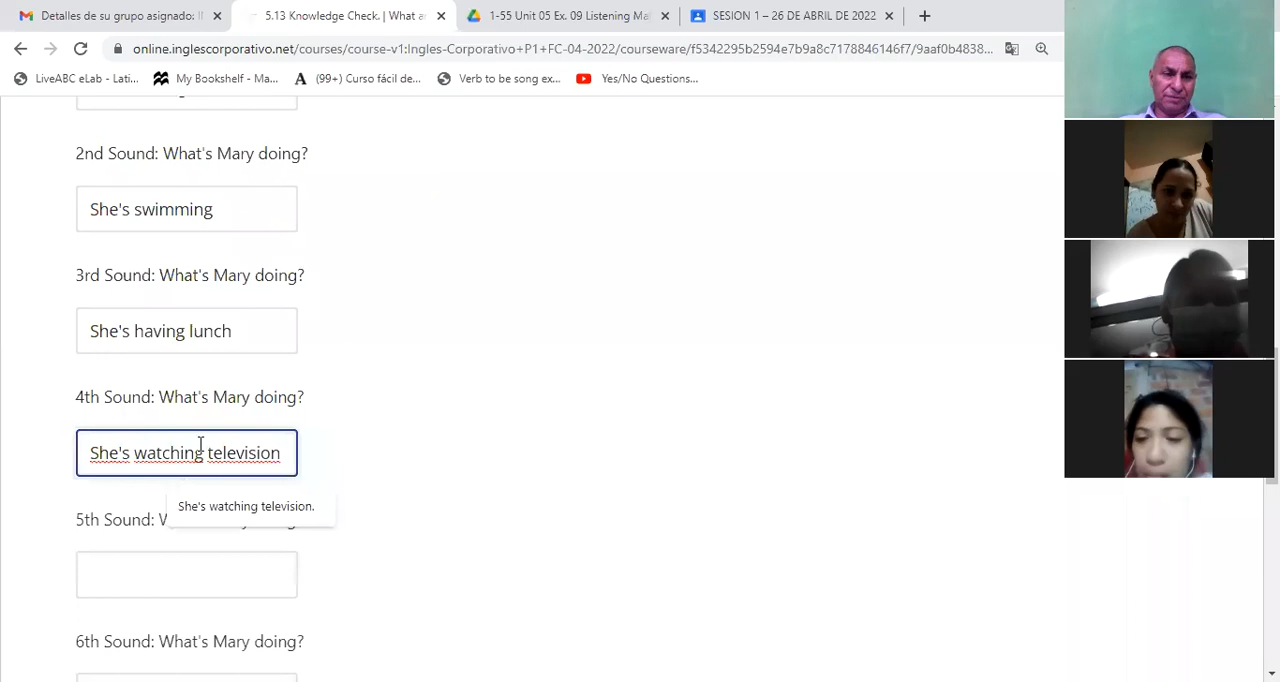 Detalles de su grupo asignado: II
5.13 Knowledge Check. | What a
1-55 Unit 05 Ex. 09 Listening Ma
SESION 1 – 26 DE ABRIL DE 2022
online.inglescorporativo.net/courses/course-v1:Ingles-Corporativo+P1+FC-04-2022/courseware/f5342295b2594e7b9a8c7178846146f7/9aaf0b4838...
LiveABC eLab - Lati...
My Bookshelf - Ma...
(99+) Curso fácil de...
Verb to be song ex...
Yes/No Questions...
2nd Sound: What's Mary doing?
She's swimming
3rd Sound: What's Mary doing?
She's having lunch
4th Sound: What's Mary doing?
She's watching television
She's watching television.
5th Sound:
6th Sound: What's Mary doing?